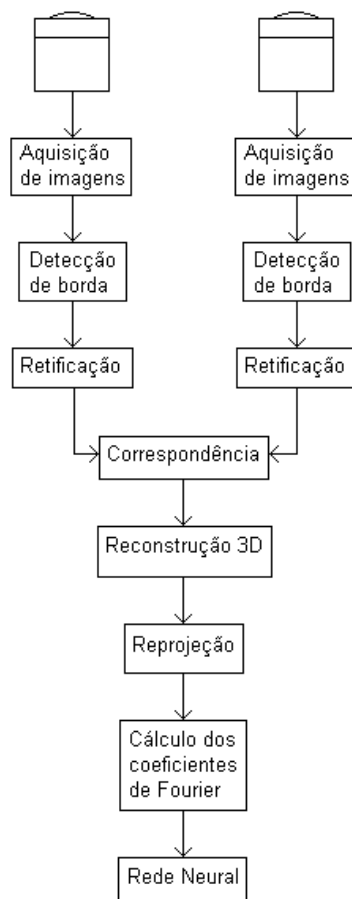 Aquisição
de imagens
Aquisição
de imagens
Detecção
de borda
Detecção
de borda
Retificação
Retificação
Correspondência
Reconstrução 3D
Reprojeção
Cálculo dos
coeficientes
de Fourier
Rede Neural